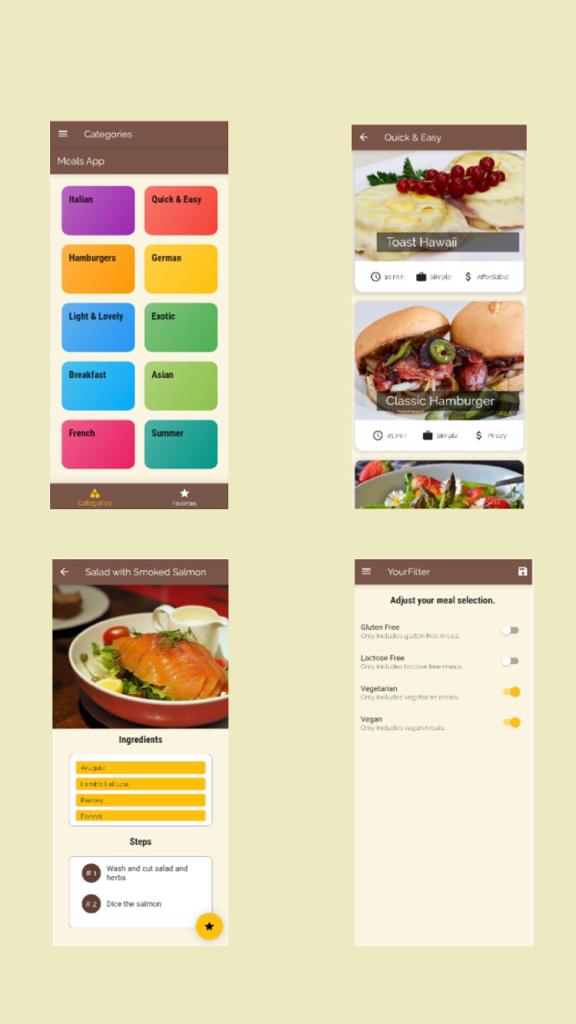 Categories
Meals App
Italian
Quick & Easy
Hamburgers
German
Light & Lovely
Exotic
Breakfast
Asian
French
Summer
Categories
Favorites
Quick & Easy
Toast Hawaii
10 min
Simple
Affordable
Classic Hamburger
45 min
Simple
Pricey
Salad with Smoked Salmon
Ingredients
Arugula
Lamb's Lettuce
Parsley
Fennel
Steps
# 1
Wash and cut salad and
herbs
# 2
Dice the salmon
YourFilter
Adjust your meal selection.
Gluten Free
Only includes gluten free meals.
Lactose Free
Only includes lactose free meals.
Vegetarian
Only includes vegetarian meals.
Vegan
Only includes vegan meals.